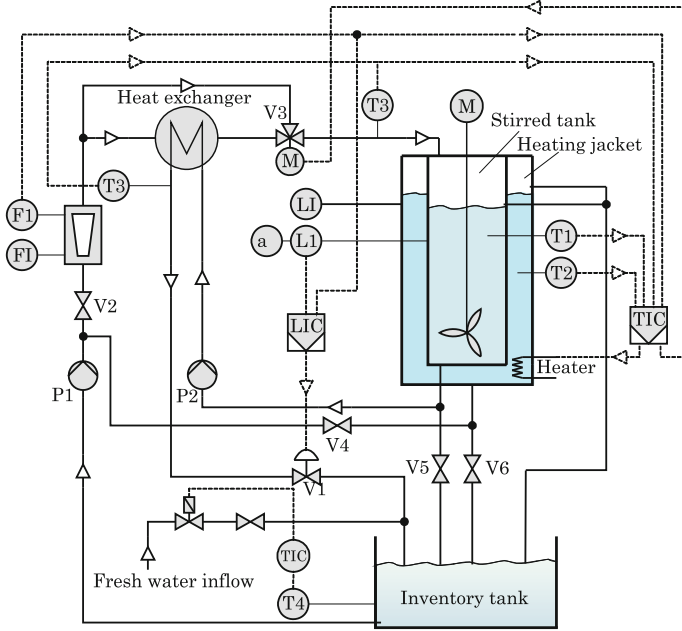 Heat exchanger
V3
T3
M
Stirred tank
Heating jacket
M
T3
F1
LI
a
L1
T1
FI
T2
V2
LIC
TIC
P1
P2
Heater
V4
V5
V6
V1
TIC
Fresh water inflow
T4
Inventory tank